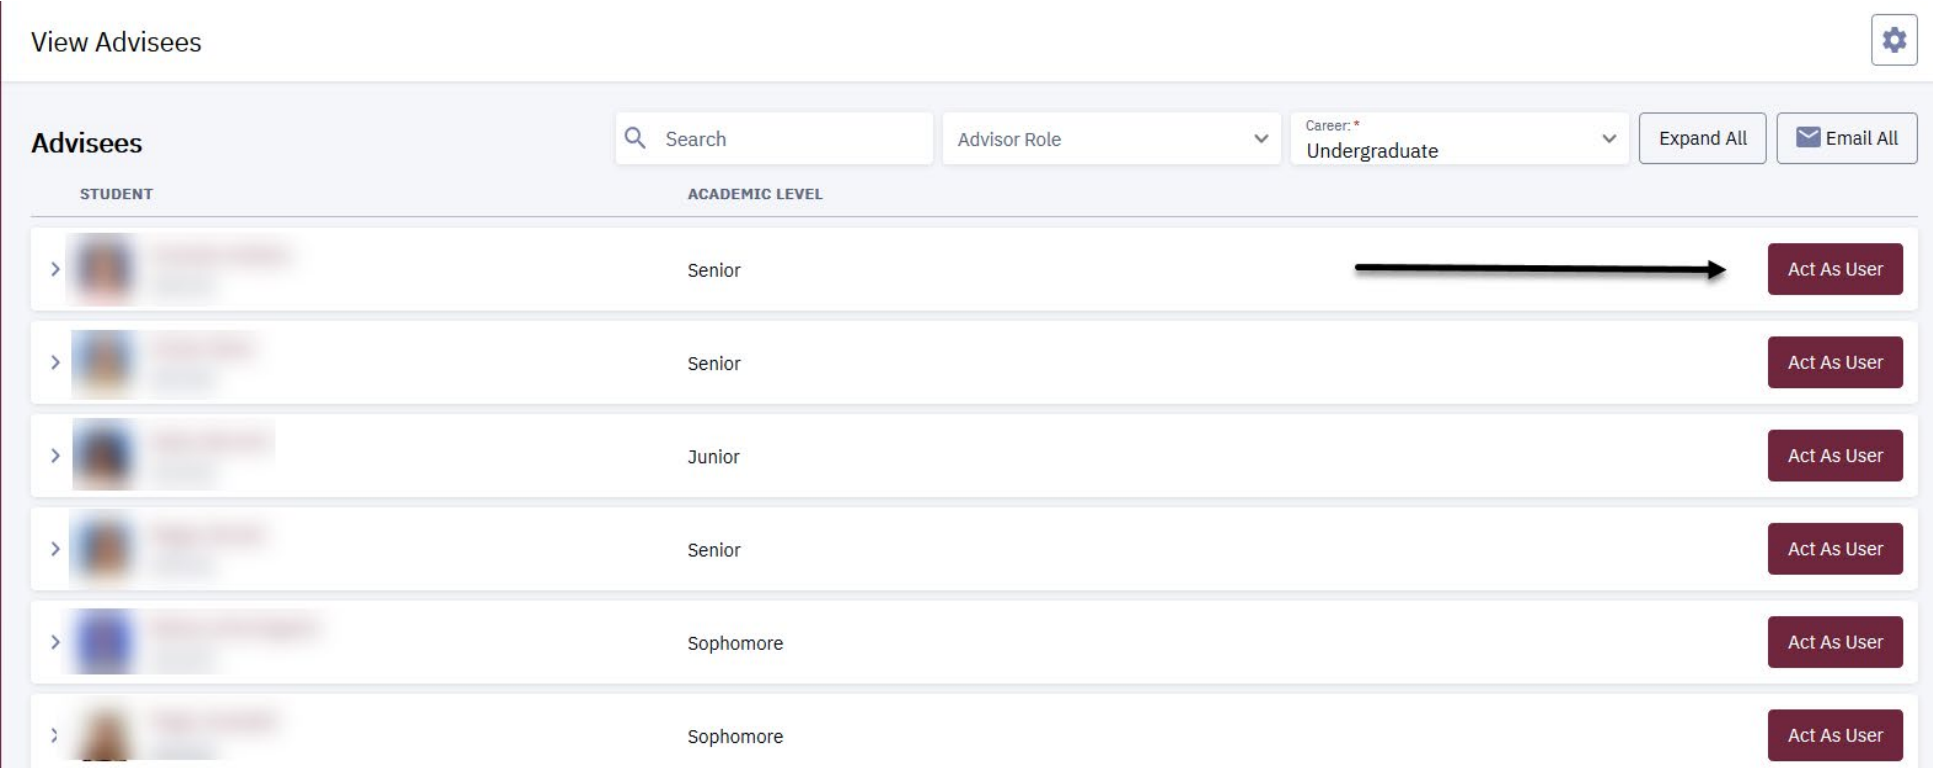 View Advisees
Advisees
Search
Advisor Role
Career: *
Undergraduate
Expand All
Email All
STUDENT ACADEMIC LEVEL
Senior Act As User
Senior Act As User
Junior Act As User
Senior Act As User
Sophomore Act As User
Sophomore Act As User